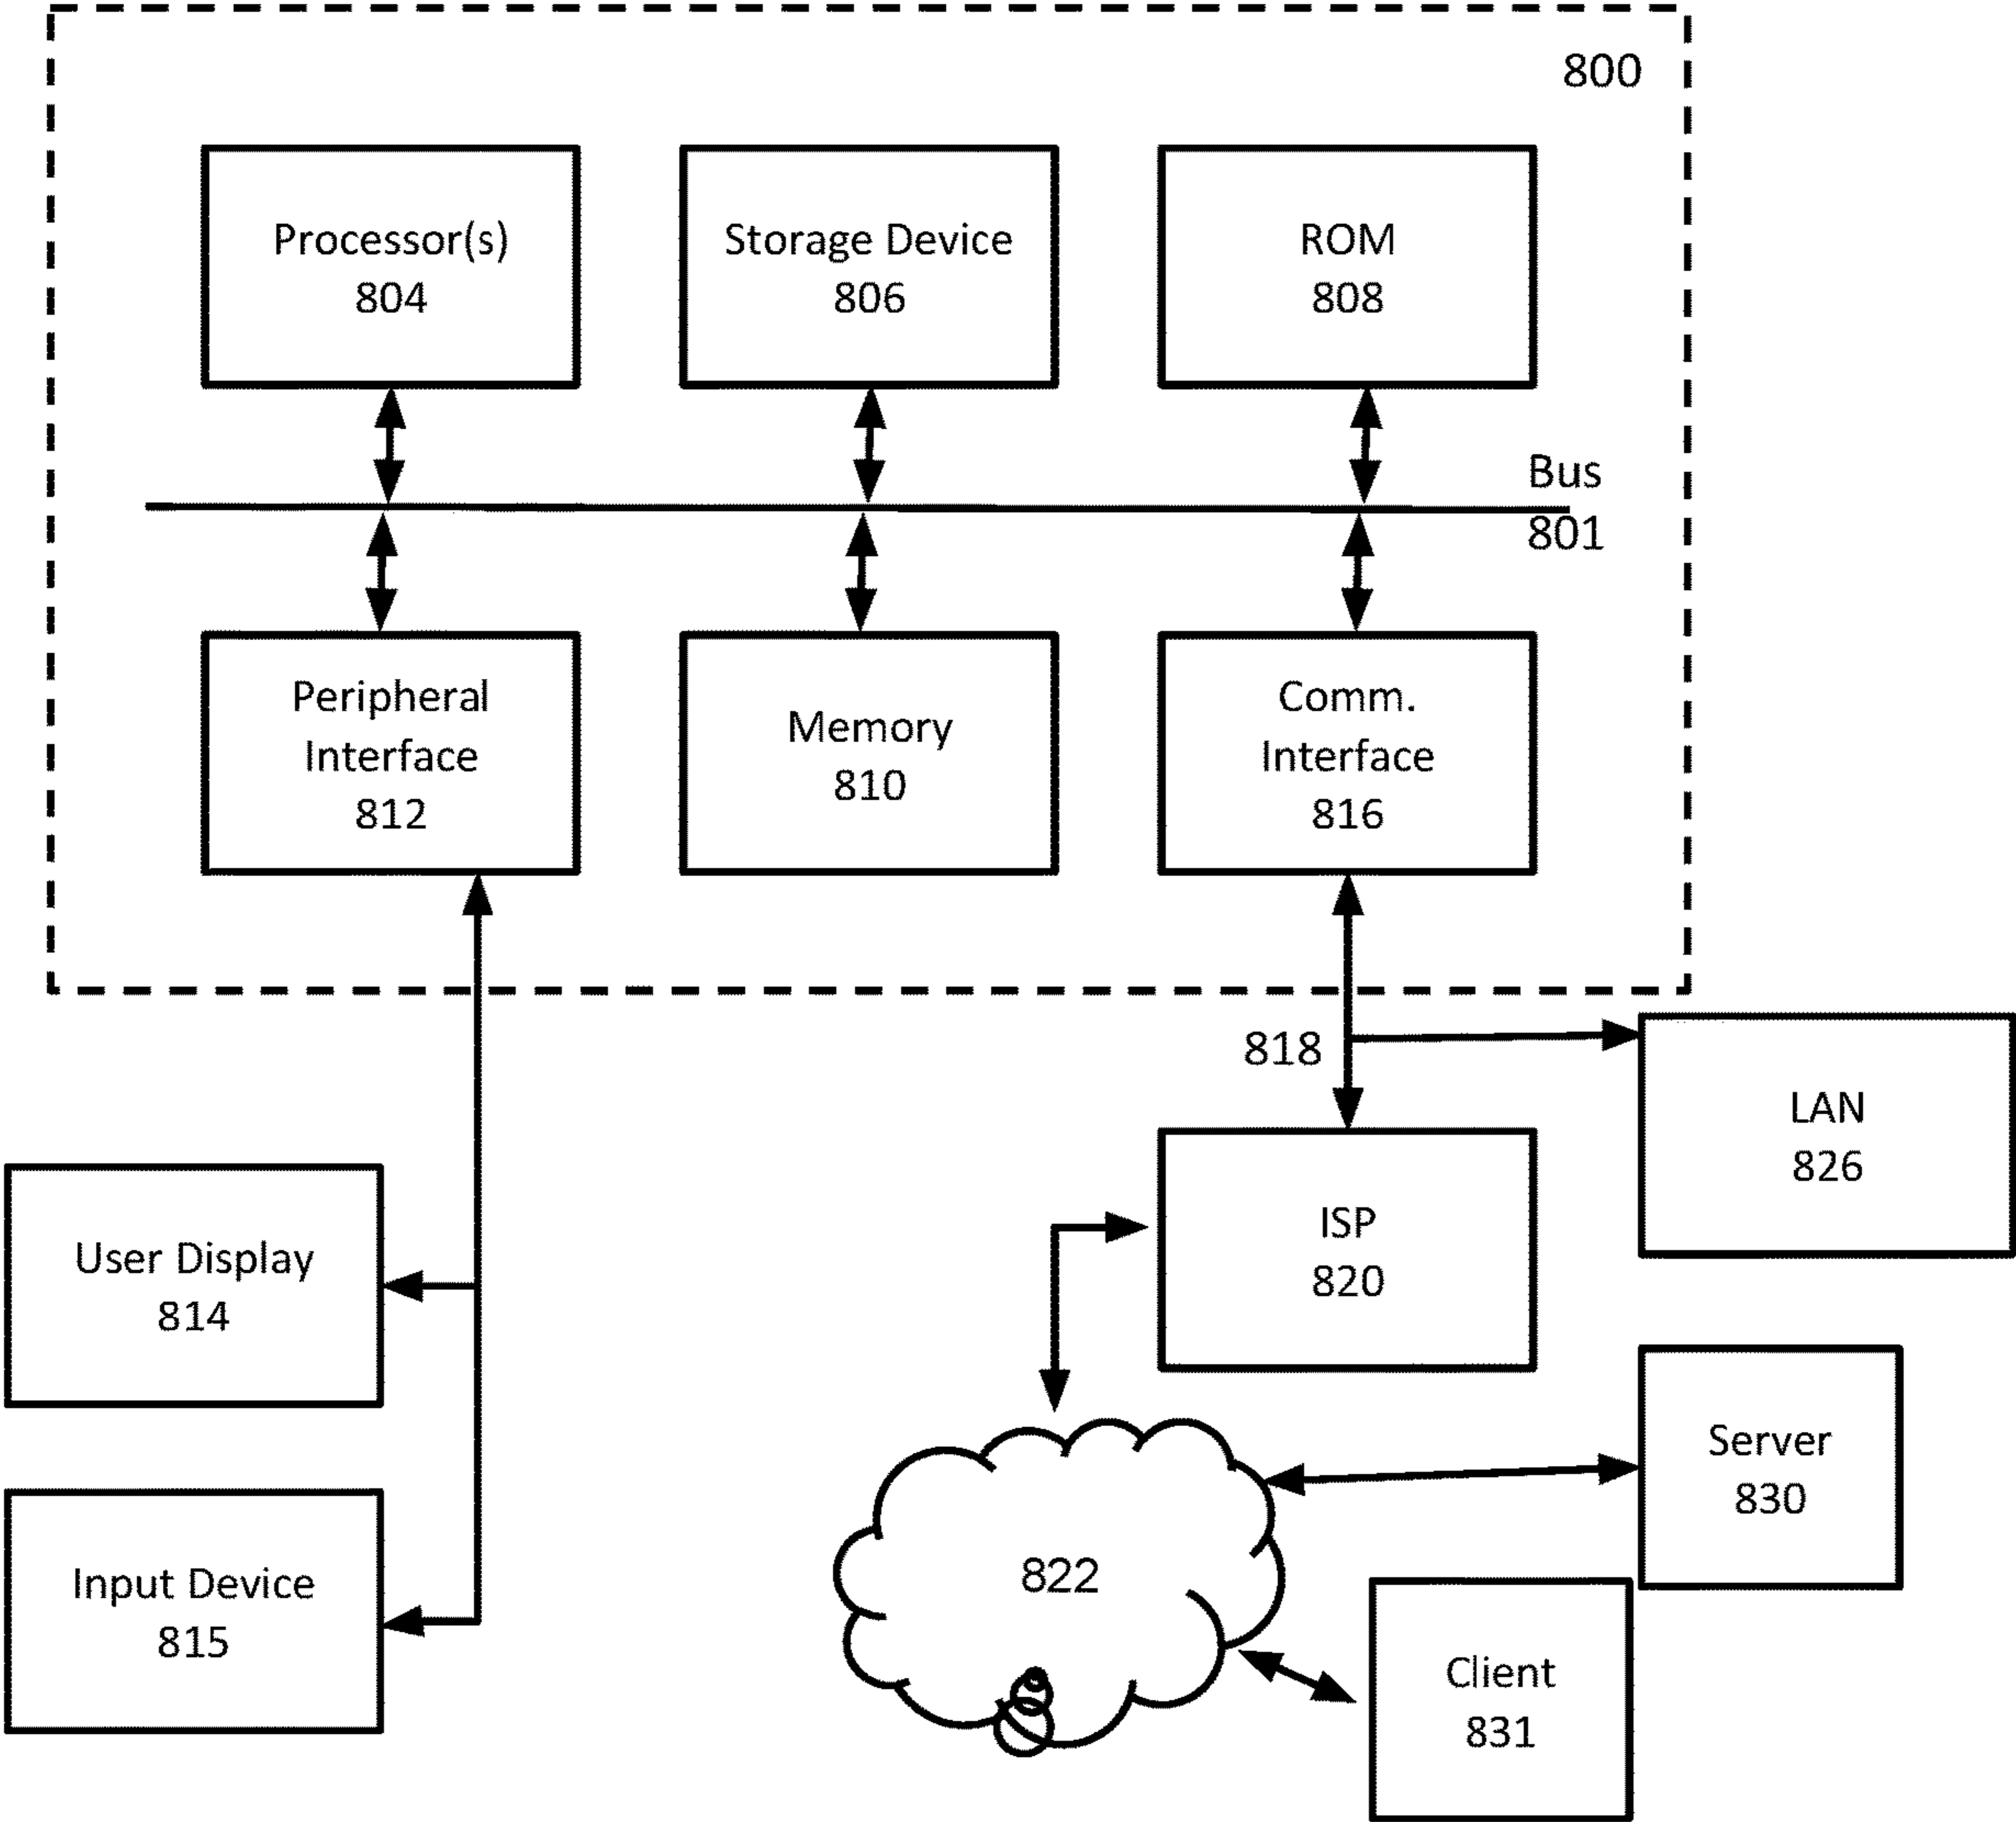 800
Processor(s)
804
Storage Device
806
ROM
808
Bus
801
Peripheral
Interface
812
Memory
810
Comm.
Interface
816
818
LAN
826
User Display
814
ISP
820
Server
830
Input Device
815
822
Client
831